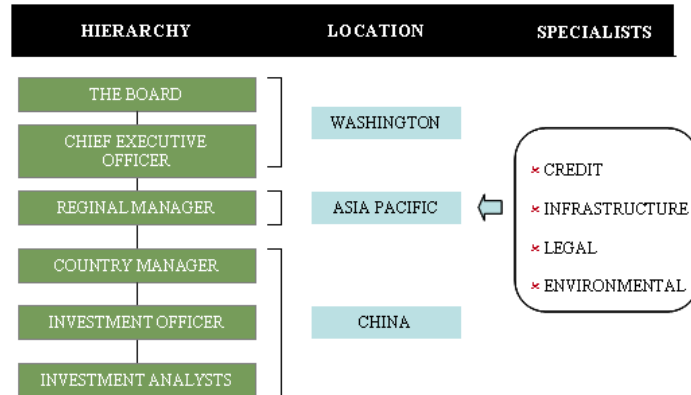 HIERARCHY
LOCATION
SPECIALISTS
THE BOARD
CHIEF EXECUTIVE
OFFICER
REGINAL MANAGER
COUNTRY MANAGER
INVESTMENT OFFICER
INVESTMENT ANALYSTS
WASHINGTON
ASIA PACIFIC
CHINA
CREDIT
INFRASTRUCTURE
LEGAL
ENVIRONMENTAL